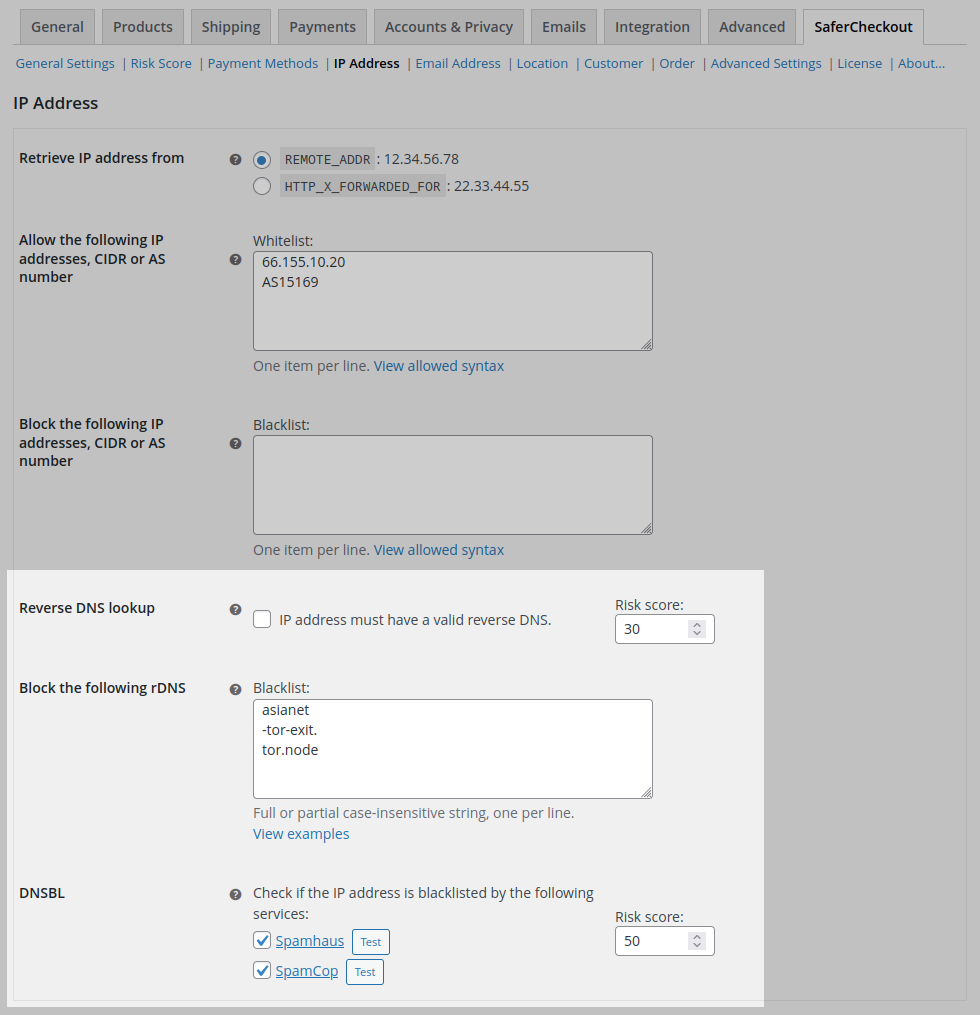 General Products Shipping Payments Accounts & Privacy Emails Integration Advanced SaferCheckout
General Settings | Risk Score | Payment Methods | IP Address | Email Address | Location | Customer | Order | Advanced Settings | License | About...
IP Address
Retrieve IP address from ? REMOTE_ADDR : 12.34.56.78
HTTP_X_FORWARDED_FOR : 22.33.44.55
Allow the following IP
addresses, CIDR or AS
number
?
Whitelist:
66.155.10.20
AS15169
One item per line. View allowed syntax
Block the following IP
addresses, CIDR or AS
number
?
Blacklist:
One item per line. View allowed syntax
Reverse DNS lookup ? IP address must have a valid reverse DNS.
Risk score:
30
Block the following rDNS ? Blacklist:
asianet
-tor-exit.
tor.node
Full or partial case-insensitive string, one per line.
View examples
DNSBL ? Check if the IP address is blacklisted by the following
services:
Spamhaus Test
SpamCop Test
Risk score:
50